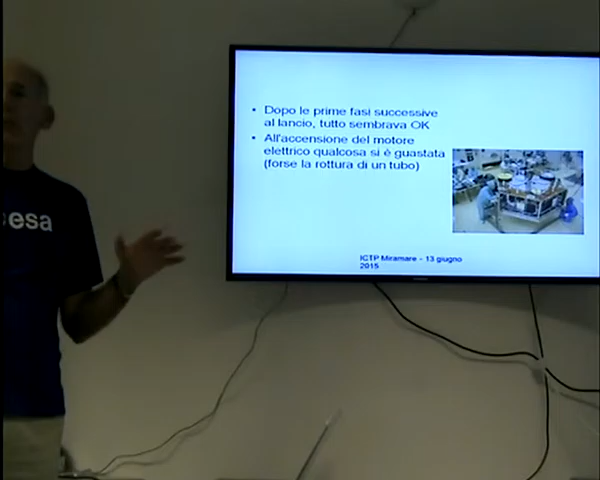 esa
• Dopo le prime fasi successive
al lancio, tutto sembrava OK
• All'accensione del motore
elettrico qualcosa si è guastata
(forse la rottura di un tubo)
ICTP Miramare - 13 giugno
2015